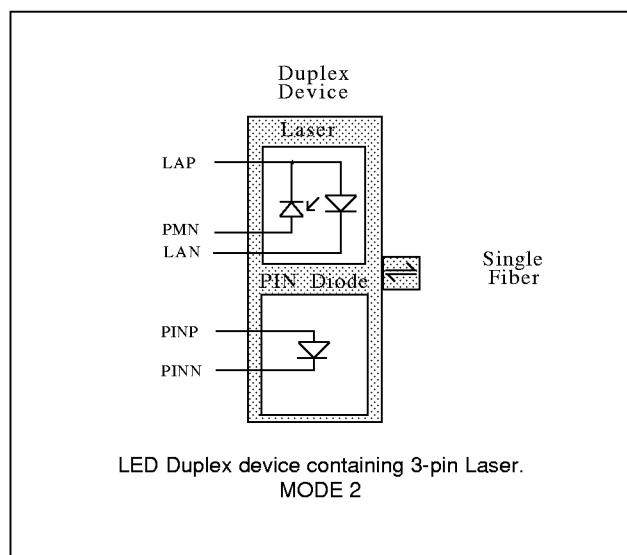 Duplex
Device
Laser
LAP
PMN
LAN
PIN Diode
Single
Fiber
PINP
PINN
LED Duplex device containing 3-pin Laser.
MODE 2